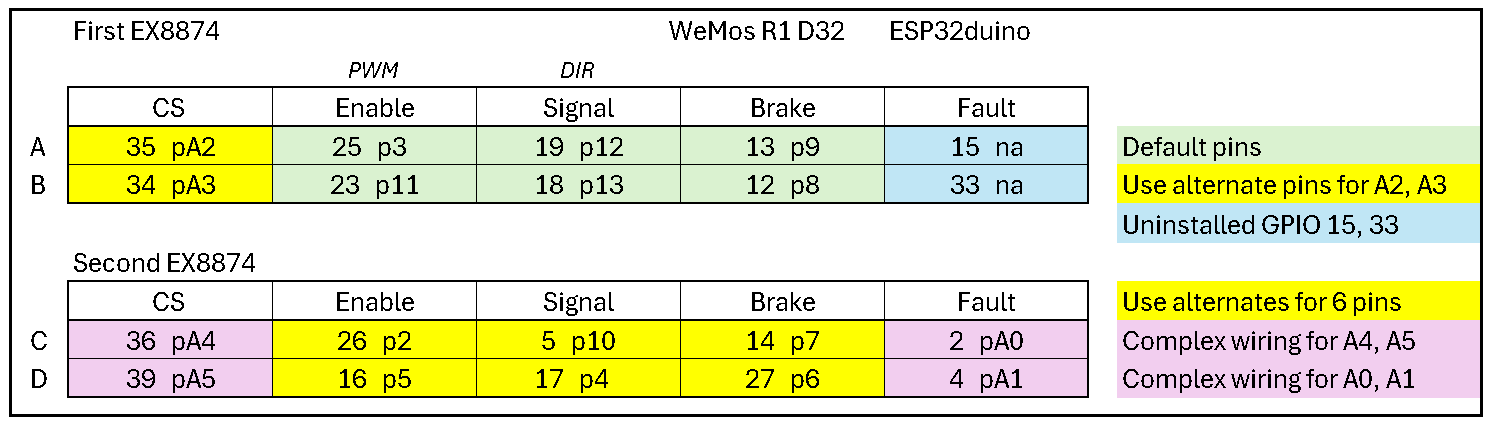 First EX8874 WeMos R1 D32 ESP32duino
PWM DIR
CS Enable Signal Brake Fault
A 35 pA2 25 p3 19 p12 13 p9 15 na Default pins
B 34 pA3 23 p11 18 p13 12 p8 33 na Use alternate pins for A2, A3
Uninstalled GPIO 15, 33
Second EX8874
CS Enable Signal Brake Fault Use alternates for 6 pins
C 36 pA4 26 p2 5 p10 14 p7 2 pA0 Complex wiring for A4, A5
D 39 pA5 16 p5 17 p4 27 p6 4 pA1 Complex wiring for A0, A1